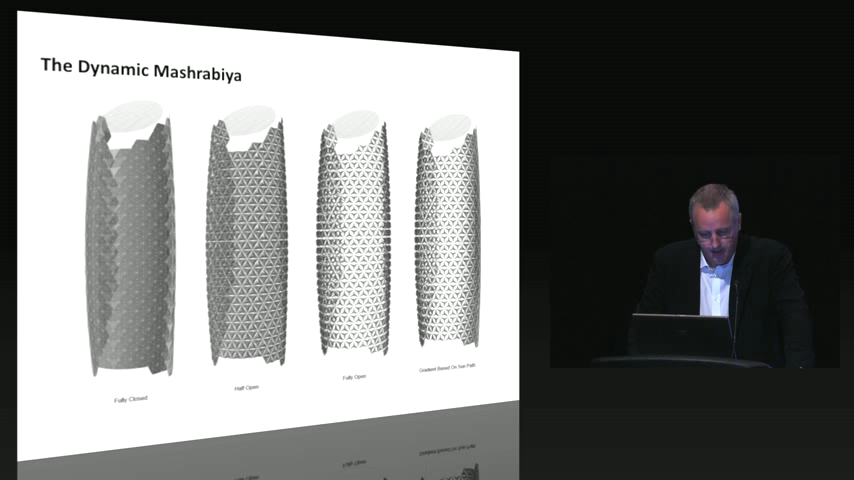 The Dynamic Mashrabiya
Fully Closed
Half Open
Fully Open
Gradient Based On Sun Path